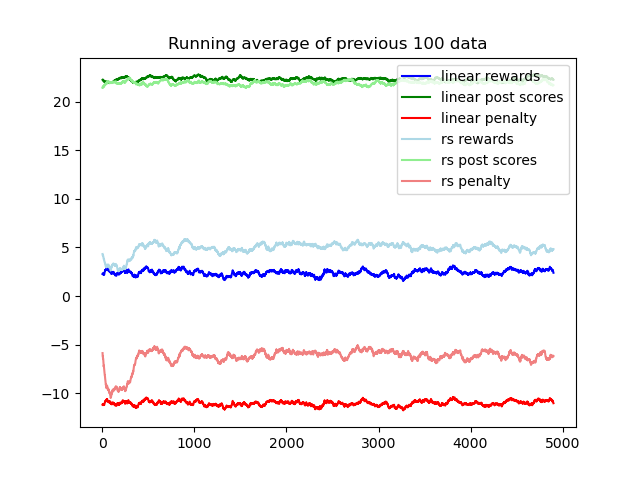 Running average of previous 100 data
linear rewards
linear post scores
linear penalty
rs rewards
rs post scores
rs penalty
20
15
10
5
0
−5
−10
0
1000
2000
3000
4000
5000